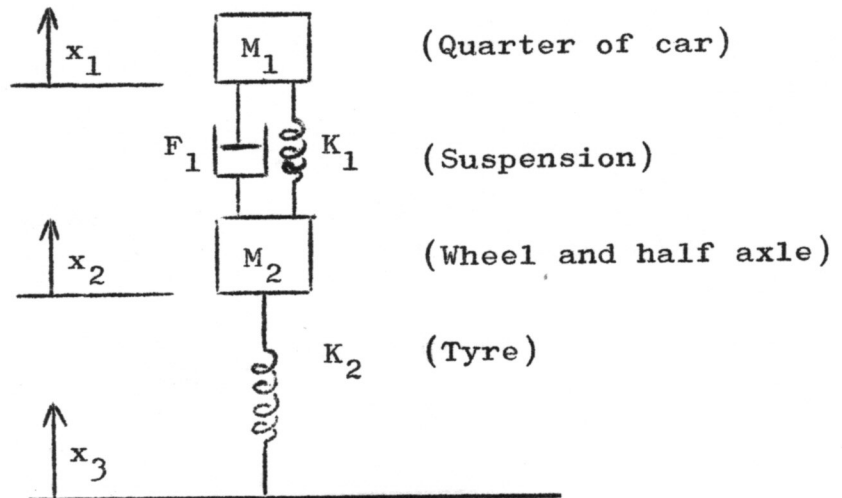 x₁
M₁
(Quarter of car)
F₁
K₁
(Suspension)
x₂
M₂
(Wheel and half axle)
K₂
(Tyre)
x₃